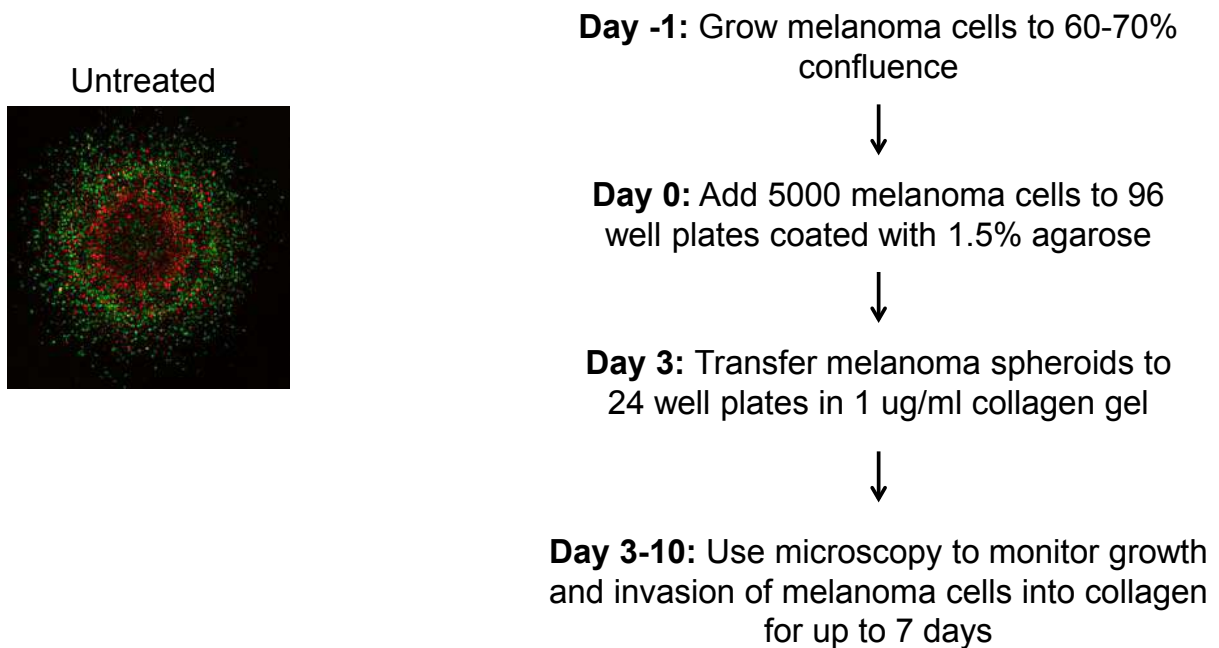 Untreated
Day -1: Grow melanoma cells to 60-70%
confluence
Day 0: Add 5000 melanoma cells to 96
well plates coated with 1.5% agarose
Day 3: Transfer melanoma spheroids to
24 well plates in 1 ug/ml collagen gel
Day 3-10: Use microscopy to monitor growth
and invasion of melanoma cells into collagen
for up to 7 days